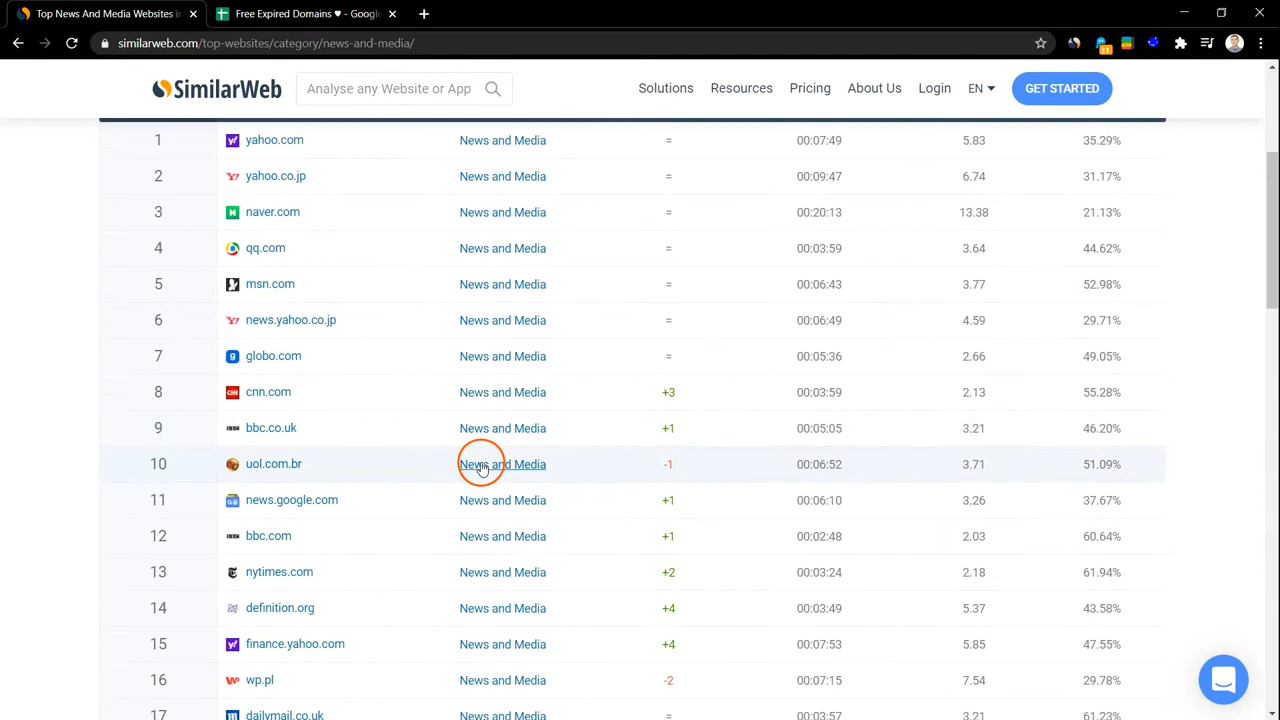 Top News And Media Websites in
Free Expired Domains ♥ - Google
similarweb.com/top-websites/category/news-and-media/
11
SimilarWeb
Analyse any Website or App
Solutions
Resources
Pricing
About Us
Login
EN
GET STARTED
1 yahoo.com News and Media = 00:07:49 5.83 35.29%
2 yahoo.co.jp News and Media = 00:09:47 6.74 31.17%
3 naver.com News and Media = 00:20:13 13.38 21.13%
4 qq.com News and Media = 00:03:59 3.64 44.62%
5 msn.com News and Media = 00:06:43 3.77 52.98%
6 news.yahoo.co.jp News and Media = 00:06:49 4.59 29.71%
7 globo.com News and Media = 00:05:36 2.66 49.05%
8 cnn.com News and Media +3 00:03:59 2.13 55.28%
9 bbc.co.uk News and Media +1 00:05:05 3.21 46.20%
10 uol.com.br News and Media -1 00:06:52 3.71 51.09%
11 news.google.com News and Media +1 00:06:10 3.26 37.67%
12 bbc.com News and Media +1 00:02:48 2.03 60.64%
13 nytimes.com News and Media +2 00:03:24 2.18 61.94%
14 definition.org News and Media +4 00:03:49 5.37 43.58%
15 finance.yahoo.com News and Media +4 00:07:53 5.85 47.55%
16 wp.pl News and Media -2 00:07:15 7.54 29.78%
17 dailymail.co.uk News and Media = 00:03:57 3.21 61.23%